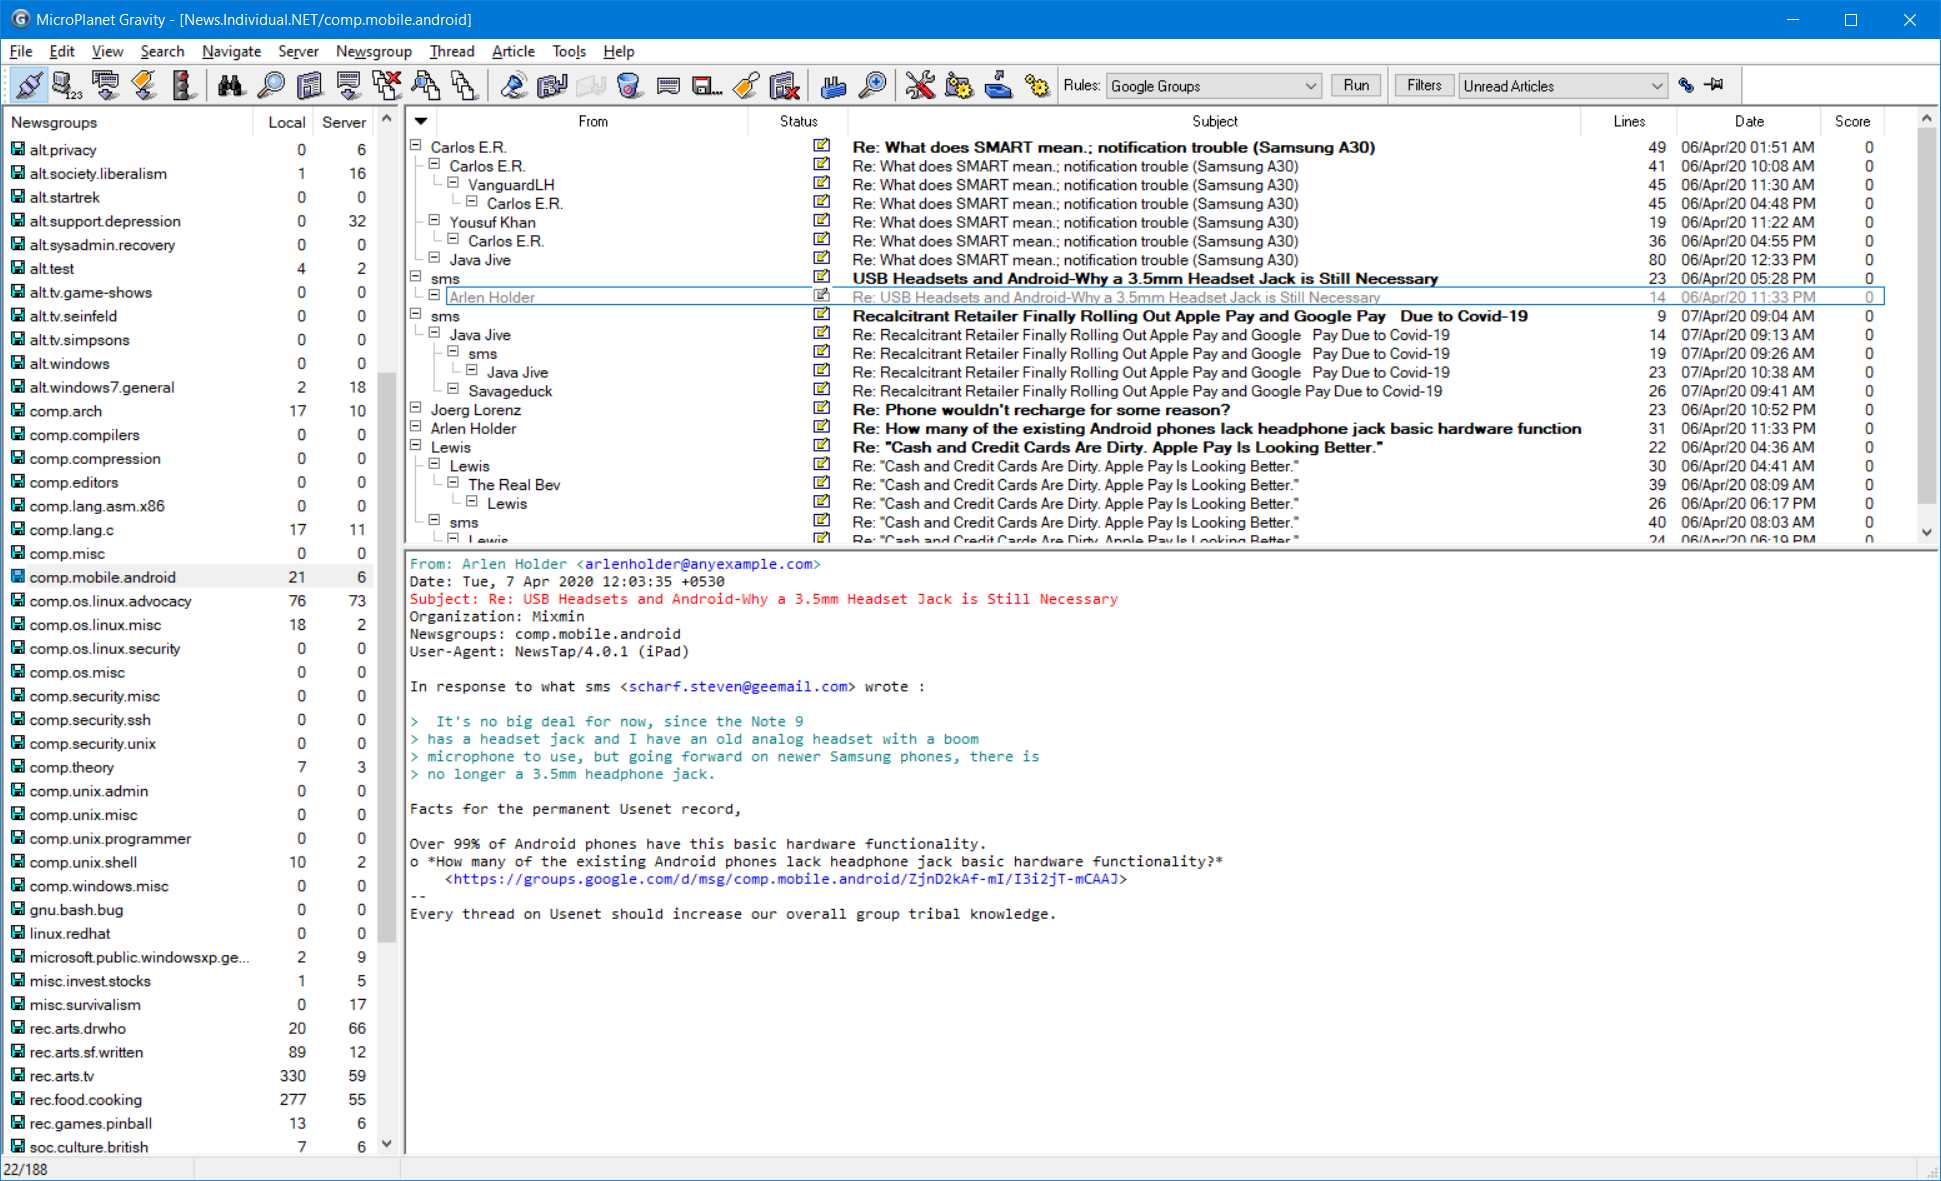 MicroPlanet Gravity - [News.Individual.NET/comp.mobile.android]
File Edit View Search Navigate Server Newsgroup Thread Article Tools Help
123 Rules: Google Groups Run Filters Unread Articles
Newsgroups Local Server
alt.privacy 0 6
alt.society.liberalism 1 16
alt.startrek 0 0
alt.support.depression 0 32
alt.sysadmin.recovery 0 0
alt.test 4 2
alt.tv.game-shows 0 0
alt.tv.seinfeld 0 0
alt.tv.simpsons 0 0
alt.windows 0 0
alt.windows7.general 2 18
comp.arch 17 10
comp.compilers 0 0
comp.compression 0 0
comp.editors 0 0
comp.lang.asm.x86 0 0
comp.lang.c 17 11
comp.misc 0 0
comp.mobile.android 21 6
comp.os.linux.advocacy 76 73
comp.os.linux.misc 18 2
comp.os.linux.security 0 0
comp.os.misc 0 0
comp.security.misc 0 0
comp.security.ssh 0 0
comp.security.unix 0 0
comp.theory 7 3
comp.unix.admin 0 0
comp.unix.misc 0 0
comp.unix.programmer 0 0
comp.unix.shell 10 2
comp.windows.misc 0 0
gnu.bash.bug 0 0
linux.redhat 0 0
microsoft.public.windowsxp.ge... 2 9
misc.invest.stocks 1 5
misc.survivalism 0 17
rec.arts.drwho 20 66
rec.arts.sf.written 89 12
rec.arts.tv 330 59
rec.food.cooking 277 55
rec.games.pinball 13 6
soc.culture.british 7 6
From Status Subject Lines Date Score
Carlos E.R. Re: What does SMART mean.; notification trouble (Samsung A30) 49 06/Apr/20 01:51 AM 0
Carlos E.R. Re: What does SMART mean.; notification trouble (Samsung A30) 41 06/Apr/20 10:08 AM 0
VanguardLH Re: What does SMART mean.; notification trouble (Samsung A30) 45 06/Apr/20 11:30 AM 0
Carlos E.R. Re: What does SMART mean.; notification trouble (Samsung A30) 45 06/Apr/20 04:48 PM 0
Yousuf Khan Re: What does SMART mean.; notification trouble (Samsung A30) 19 06/Apr/20 11:22 AM 0
Carlos E.R. Re: What does SMART mean.; notification trouble (Samsung A30) 36 06/Apr/20 04:55 PM 0
Java Jive Re: What does SMART mean.; notification trouble (Samsung A30) 80 06/Apr/20 12:33 PM 0
sms USB Headsets and Android-Why a 3.5mm Headset Jack is Still Necessary 23 06/Apr/20 05:28 PM 0
Arlen Holder Re: USB Headsets and Android-Why a 3.5mm Headset Jack is Still Necessary 14 06/Apr/20 11:33 PM 0
sms Recalcitrant Retailer Finally Rolling Out Apple Pay and Google Pay Due to Covid-19 9 07/Apr/20 09:04 AM 0
Java Jive Re: Recalcitrant Retailer Finally Rolling Out Apple Pay and Google Pay Due to Covid-19 14 07/Apr/20 09:13 AM 0
sms Re: Recalcitrant Retailer Finally Rolling Out Apple Pay and Google Pay Due to Covid-19 19 07/Apr/20 09:26 AM 0
Java Jive Re: Recalcitrant Retailer Finally Rolling Out Apple Pay and Google Pay Due to Covid-19 23 07/Apr/20 10:38 AM 0
Savageduck Re: Recalcitrant Retailer Finally Rolling Out Apple Pay and Google Pay Due to Covid-19 26 07/Apr/20 09:41 AM 0
Joerg Lorenz Re: Phone wouldn't recharge for some reason? 23 06/Apr/20 10:52 PM 0
Arlen Holder Re: How many of the existing Android phones lack headphone jack basic hardware function 31 06/Apr/20 11:33 PM 0
Lewis Re: "Cash and Credit Cards Are Dirty. Apple Pay Is Looking Better." 22 06/Apr/20 04:36 AM 0
Lewis Re: "Cash and Credit Cards Are Dirty. Apple Pay Is Looking Better." 30 06/Apr/20 04:41 AM 0
The Real Bev Re: "Cash and Credit Cards Are Dirty. Apple Pay Is Looking Better." 39 06/Apr/20 08:09 AM 0
Lewis Re: "Cash and Credit Cards Are Dirty. Apple Pay Is Looking Better." 26 06/Apr/20 06:17 PM 0
sms Re: "Cash and Credit Cards Are Dirty. Apple Pay Is Looking Better." 40 06/Apr/20 08:03 AM 0
Lewis Re: "Cash and Credit Cards Are Dirty. Apple Pay Is Looking Better." 24 06/Apr/20 06:19 PM 0
From: Arlen Holder <arlenholder@anyexample.com>
Date: Tue, 7 Apr 2020 12:03:35 +0530
Subject: Re: USB Headsets and Android-Why a 3.5mm Headset Jack is Still Necessary
Organization: Mixmin
Newsgroups: comp.mobile.android
User-Agent: NewsTap/4.0.1 (iPad)
In response to what sms <scharf.steven@geemail.com> wrote :
> It's no big deal for now, since the Note 9
> has a headset jack and I have an old analog headset with a boom
> microphone to use, but going forward on newer Samsung phones, there is
> no longer a 3.5mm headphone jack.
Facts for the permanent Usenet record,
Over 99% of Android phones have this basic hardware functionality.
o *How many of the existing Android phones lack headphone jack basic hardware functionality?*
<https://groups.google.com/d/msg/comp.mobile.android/ZjnD2kAf-mI/I3i2jT-mCAAJ>
--
Every thread on Usenet should increase our overall group tribal knowledge.
22/188